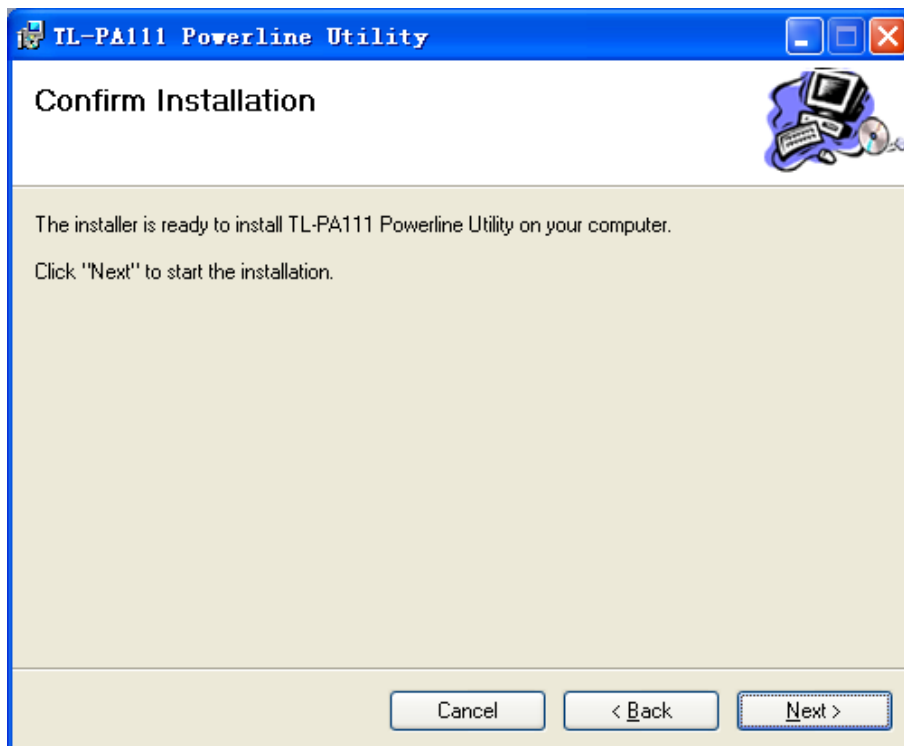 TL-PA111 Powerline Utility
Confirm Installation
The installer is ready to install TL-PA111 Powerline Utility on your computer.
Click "Next" to start the installation.
Cancel
< Back
Next >